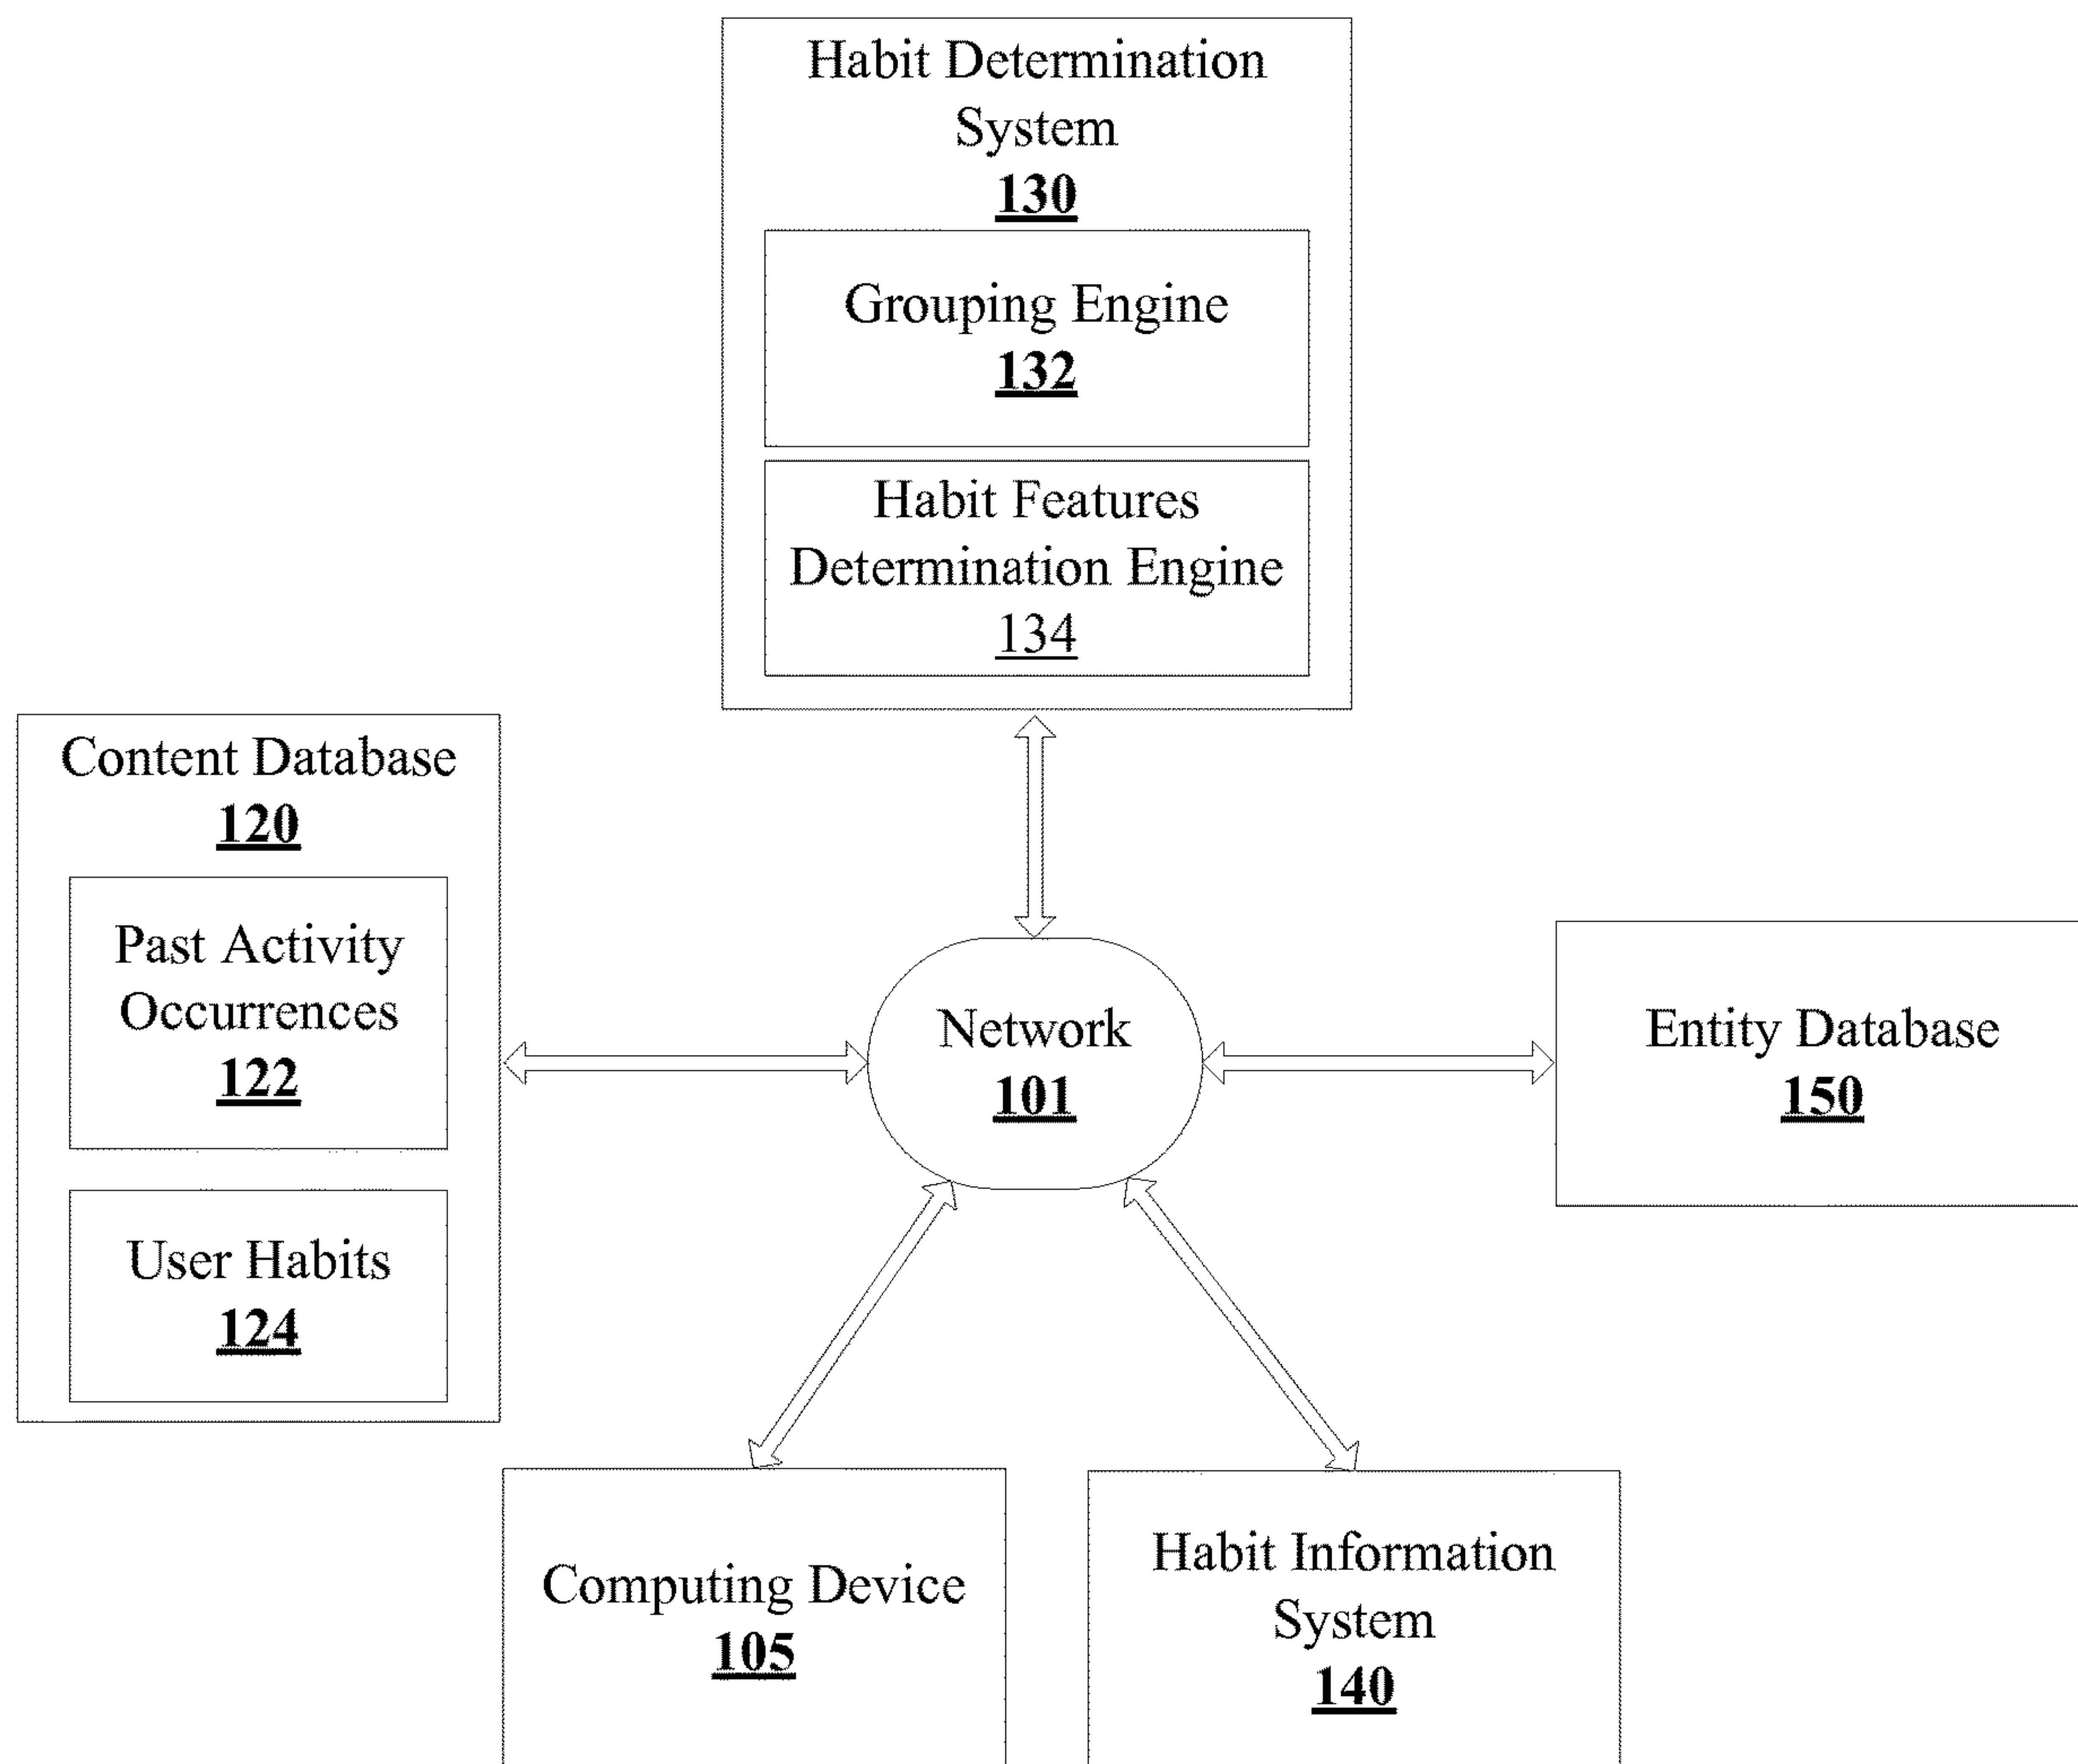 Habit Determination
System
130
Grouping Engine
132
Habit Features
Determination Engine
134
Content Database
120
Past Activity
Occurrences
122
User Habits
124
Network
101
Entity Database
150
Computing Device
105
Habit Information
System
140